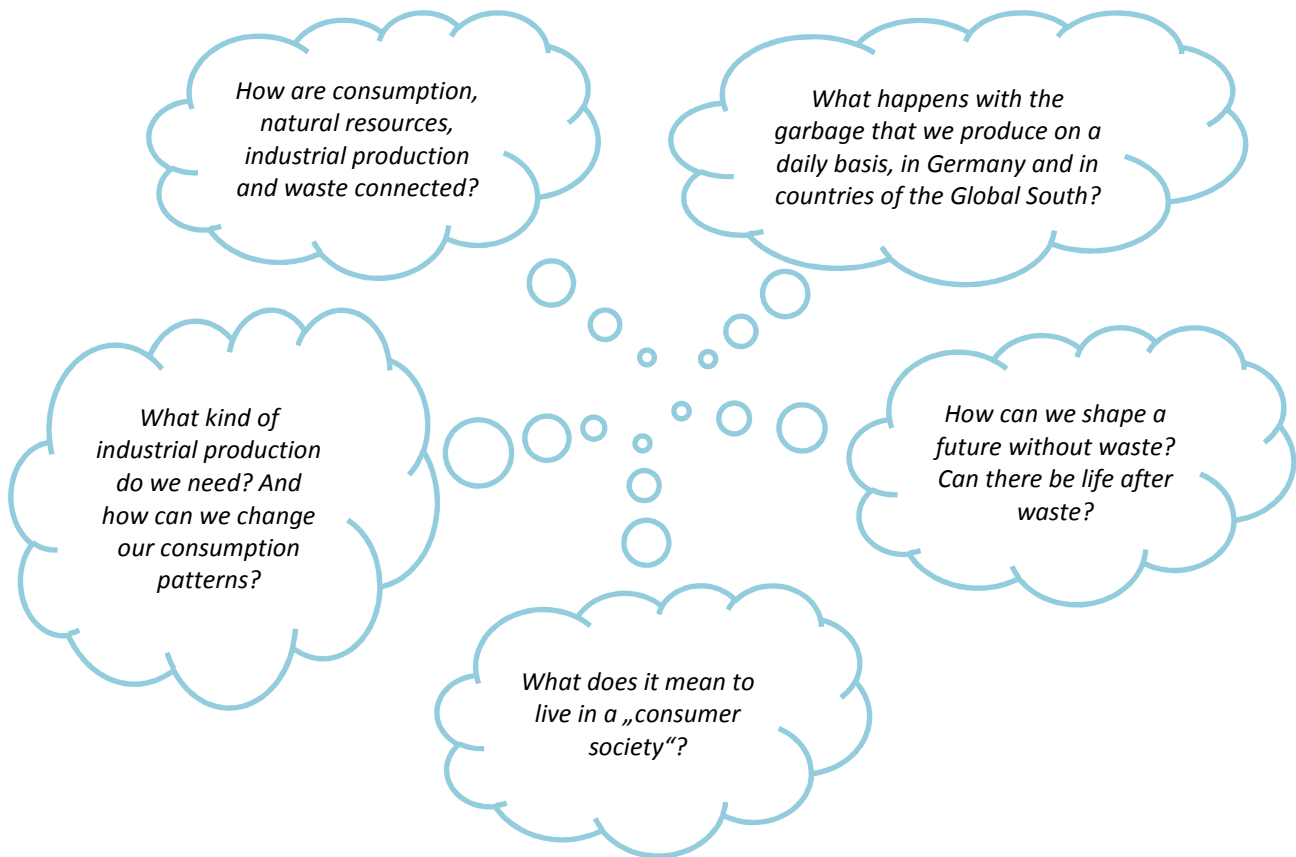 How are consumption,
natural resources,
industrial production
and waste connected?
What happens with the
garbage that we produce on a
daily basis, in Germany and in
countries of the Global South?
What kind of
industrial production
do we need? And
how can we change
our consumption
patterns?
How can we shape a
future without waste?
Can there be life after
waste?
What does it mean to
live in a „consumer
society“?